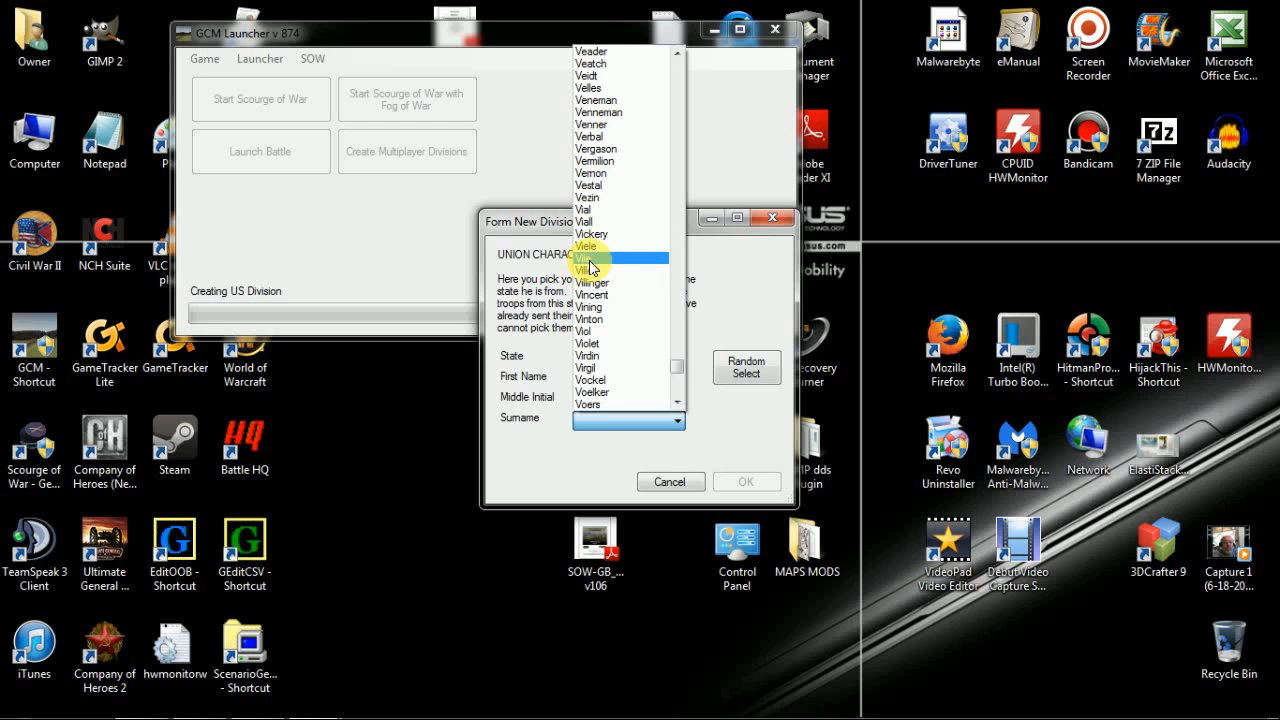 GCM Launcher v 874
Game
Launcher
SOW
Start Scourge of War
Start Scourge of War with
Fog of War
Launch Battle
Create Multiplayer Divisions
Creating US Division
Form New Divisio
UNION CHARAC
Here you pick yo
ne
state he is from.
troops from this s
ve
already sent their
cannot pick them
State
First Name
Middle Initial
Surname
Random
Select
Cancel
OK
Veader
Veatch
Veidt
Velles
Veneman
Venneman
Venner
Verbal
Vergason
Vermilion
Vernon
Vestal
Vezin
Vial
Viall
Vickery
Viele
Villinger
Vincent
Vining
Vinton
Viol
Violet
Virdin
Virgil
Vockel
Voelker
Voers
Owner
GIMP 2
Computer
Notepad
Civil War II
NCH Suite
VLC
GCM -
Shortcut
GameTracker
Lite
GameTracker
World of
Warcraft
Scourge of
War - Ge...
Company of
Heroes (Ne...
Steam
HQ
Battle HQ
TeamSpeak 3
Client
Ultimate
General ...
G
EditOOB -
Shortcut
G
GEditCSV -
Shortcut
iTunes
Company of
Heroes 2
hwmonitorw
ScenarioGe...
- Shortcut
SOW-GB_...
v106
Control
Panel
MAPS MODS
Malwarebyte
eManual
Screen
Recorder
MovieMaker
Microsoft
Office Exc...
DriverTuner
CPUID
HWMonitor
Bandicam
7z
7 ZIP File
Manager
Audacity
Mozilla
Firefox
Intel(R)
Turbo Boo...
HitmanPro...
- Shortcut
HijackThis -
Shortcut
HWMonito...
Revo
Uninstaller
Malwareby...
Anti-Malw...
Network
ElastiStack...
VideoPad
Video Editor
DebutVideo
Capture S...
3DCrafter 9
Capture 1
(6-18-20...
Recycle Bin